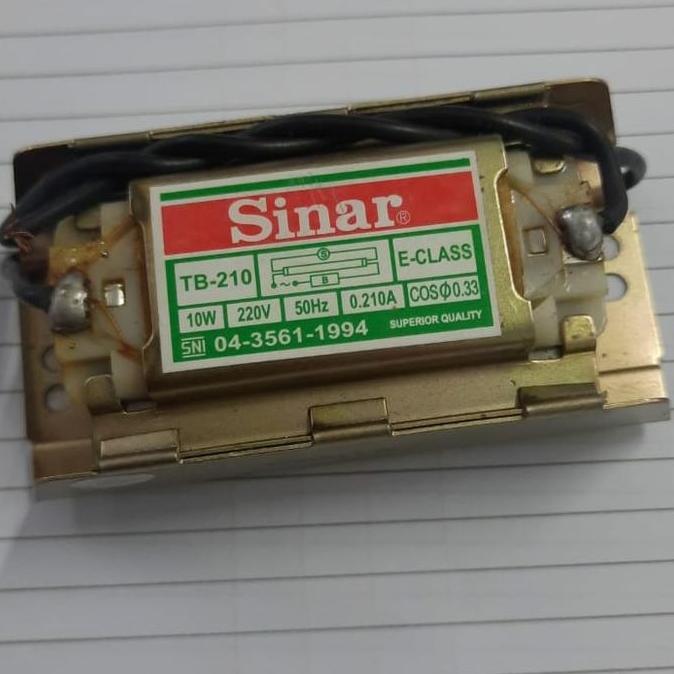 Sinar®
TB-210
S
B
E-CLASS
10W 220V 50Hz 0.210A COSΦ0.33
SNI 04-3561-1994 SUPERIOR QUALITY